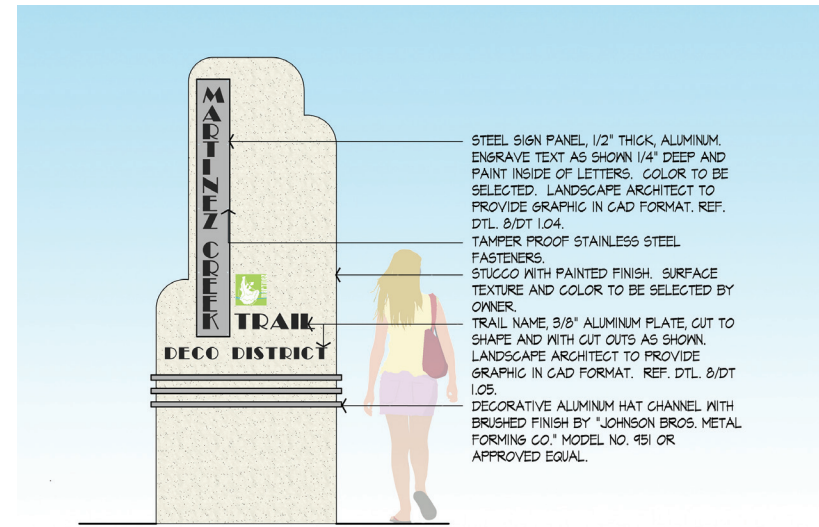 MARTINEZ CREEK
TRAIL
DECO DISTRICT
STEEL SIGN PANEL, 1/2" THICK, ALUMINUM.
ENGRAVE TEXT AS SHOWN 1/4" DEEP AND
PAINT INSIDE OF LETTERS. COLOR TO BE
SELECTED. LANDSCAPE ARCHITECT TO
PROVIDE GRAPHIC IN CAD FORMAT. REF.
DTL. 8/DT 1.04.
TAMPER PROOF STAINLESS STEEL
FASTENERS.
STUCCO WITH PAINTED FINISH. SURFACE
TEXTURE AND COLOR TO BE SELECTED BY
OWNER.
TRAIL NAME, 3/8" ALUMINUM PLATE, CUT TO
SHAPE AND WITH CUT OUTS AS SHOWN.
LANDSCAPE ARCHITECT TO PROVIDE
GRAPHIC IN CAD FORMAT. REF. DTL. 8/DT
1.05.
DECORATIVE ALUMINUM HAT CHANNEL WITH
BRUSHED FINISH BY "JOHNSON BROS. METAL
FORMING CO." MODEL NO. 951 OR
APPROVED EQUAL.